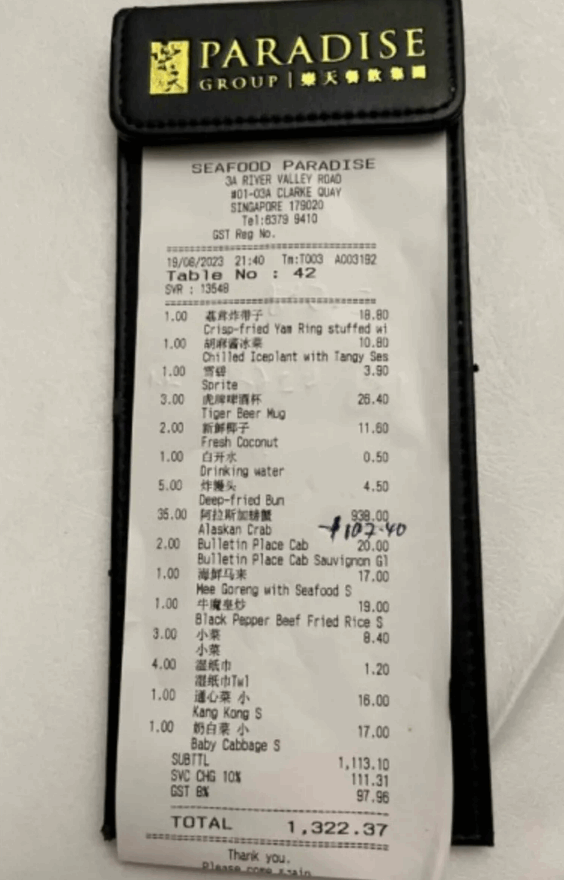 PARADISE
GROUP | 樂天餐飲集團
SEAFOOD PARADISE
3A RIVER VALLEY ROAD
#01-03A CLARKE QUAY
SINGAPORE 179020
Tel:6379 9410
GST Reg No.
19/08/2023 21:40 Tm:T003 A003192
Table No : 42
SVR : 13548
1.00 荔茸炸带子 18.80
Crisp-fried Yam Ring stuffed wi
1.00 胡麻酱冰菜 10.80
Chilled Iceplant with Tangy Ses
1.00 雪碧 3.90
Sprite
3.00 虎牌啤酒杯 26.40
Tiger Beer Mug
2.00 新鲜椰子 11.60
Fresh Coconut
1.00 白开水 0.50
Drinking water
5.00 炸馒头 4.50
Deep-fried Bun
35.00 阿拉斯加螃蟹 938.00
Alaskan Crab
107.40
2.00 Bulletin Place Cab 20.00
Bulletin Place Cab Sauvignon Gl
1.00 海鲜马来 17.00
Mee Goreng with Seafood S
1.00 牛魔皇炒 19.00
Black Pepper Beef Fried Rice S
3.00 小菜 8.40
小菜
4.00 湿纸巾 1.20
湿纸巾Twl
1.00 通心菜 小 16.00
Kang Kong S
1.00 奶白菜 小 17.00
Baby Cabbage S
SUBTTL 1,113.10
SVC CHG 10% 111.31
GST 8% 97.96
TOTAL 1,322.37
Thank you.
Please come again